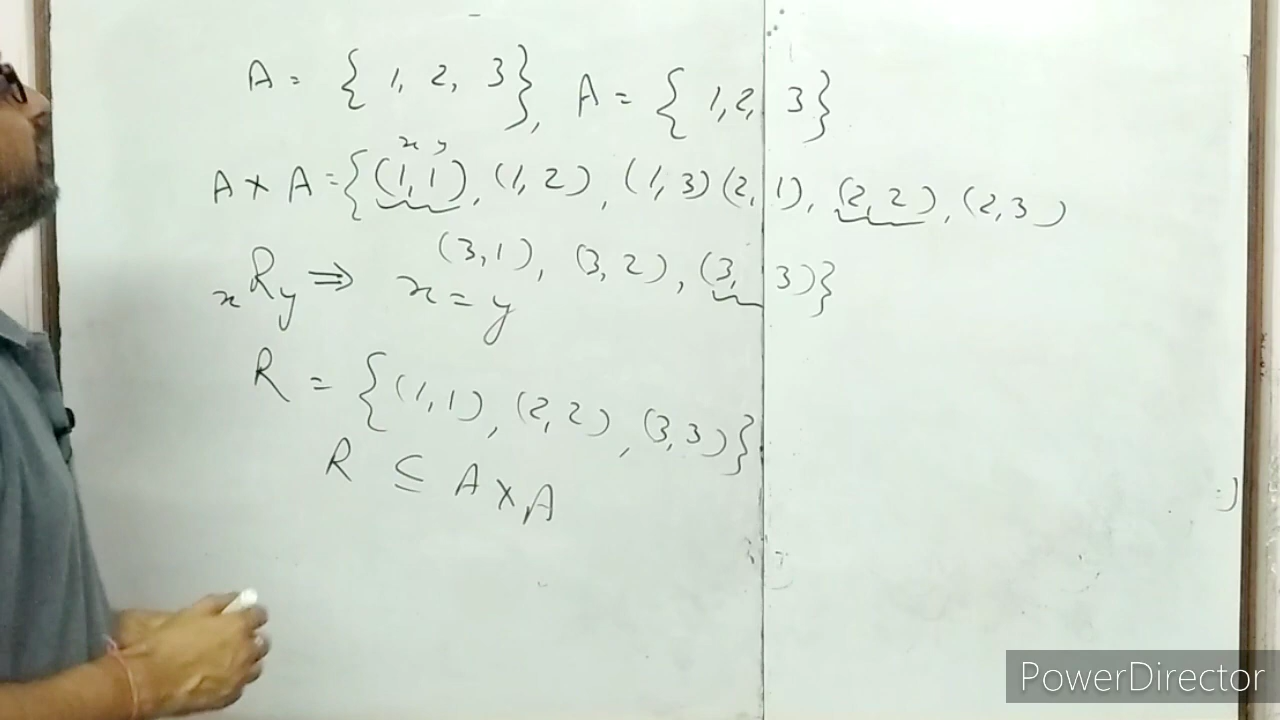 A = { 1, 2, 3}, A = { 1,2, 3}
x y
A × A = {(1,1), (1,2), (1,3) (2,1), (2,2), (2,3)
(3,1), (3,2), (3,3)}
xRy ⇒ x = y
R = {(1,1), (2,2), (3,3)}
R ⊆ A × A
PowerDirector